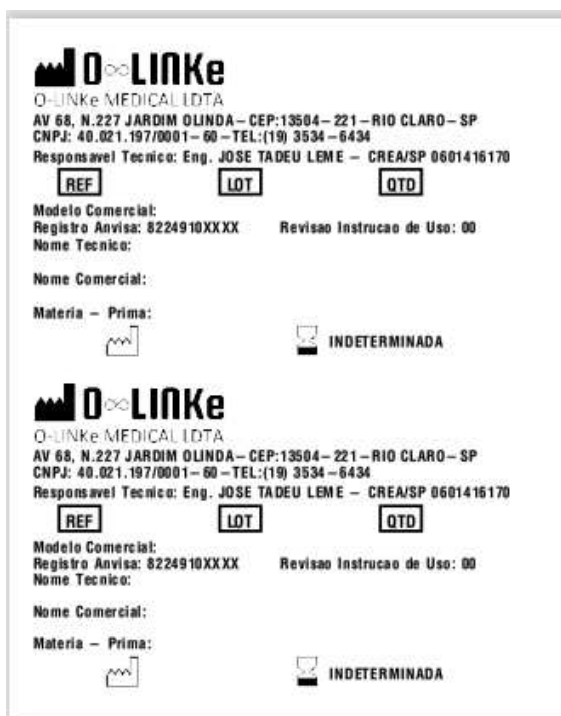 O∞LINKe
O-LINKe MEDICAL LDTA
AV 68, N.227 JARDIM OLINDA – CEP:13504 – 221 – RIO CLARO – SP
CNPJ: 40.021.197/0001 – 60 – TEL:(19) 3534 – 6434
Responsavel Tecnico: Eng. JOSE TADEU LEME – CREA/SP 0601416170
REF LOT QTD
Modelo Comercial:
Registro Anvisa: 8224910XXXX Revisao Instrucao de Uso: 00
Nome Tecnico:
Nome Comercial:
Materia – Prima:
INDETERMINADA
O∞LINKe
O-LINKe MEDICAL LDTA
AV 68, N.227 JARDIM OLINDA – CEP:13504 – 221 – RIO CLARO – SP
CNPJ: 40.021.197/0001 – 60 – TEL:(19) 3534 – 6434
Responsavel Tecnico: Eng. JOSE TADEU LEME – CREA/SP 0601416170
REF LOT QTD
Modelo Comercial:
Registro Anvisa: 8224910XXXX Revisao Instrucao de Uso: 00
Nome Tecnico:
Nome Comercial:
Materia – Prima:
INDETERMINADA